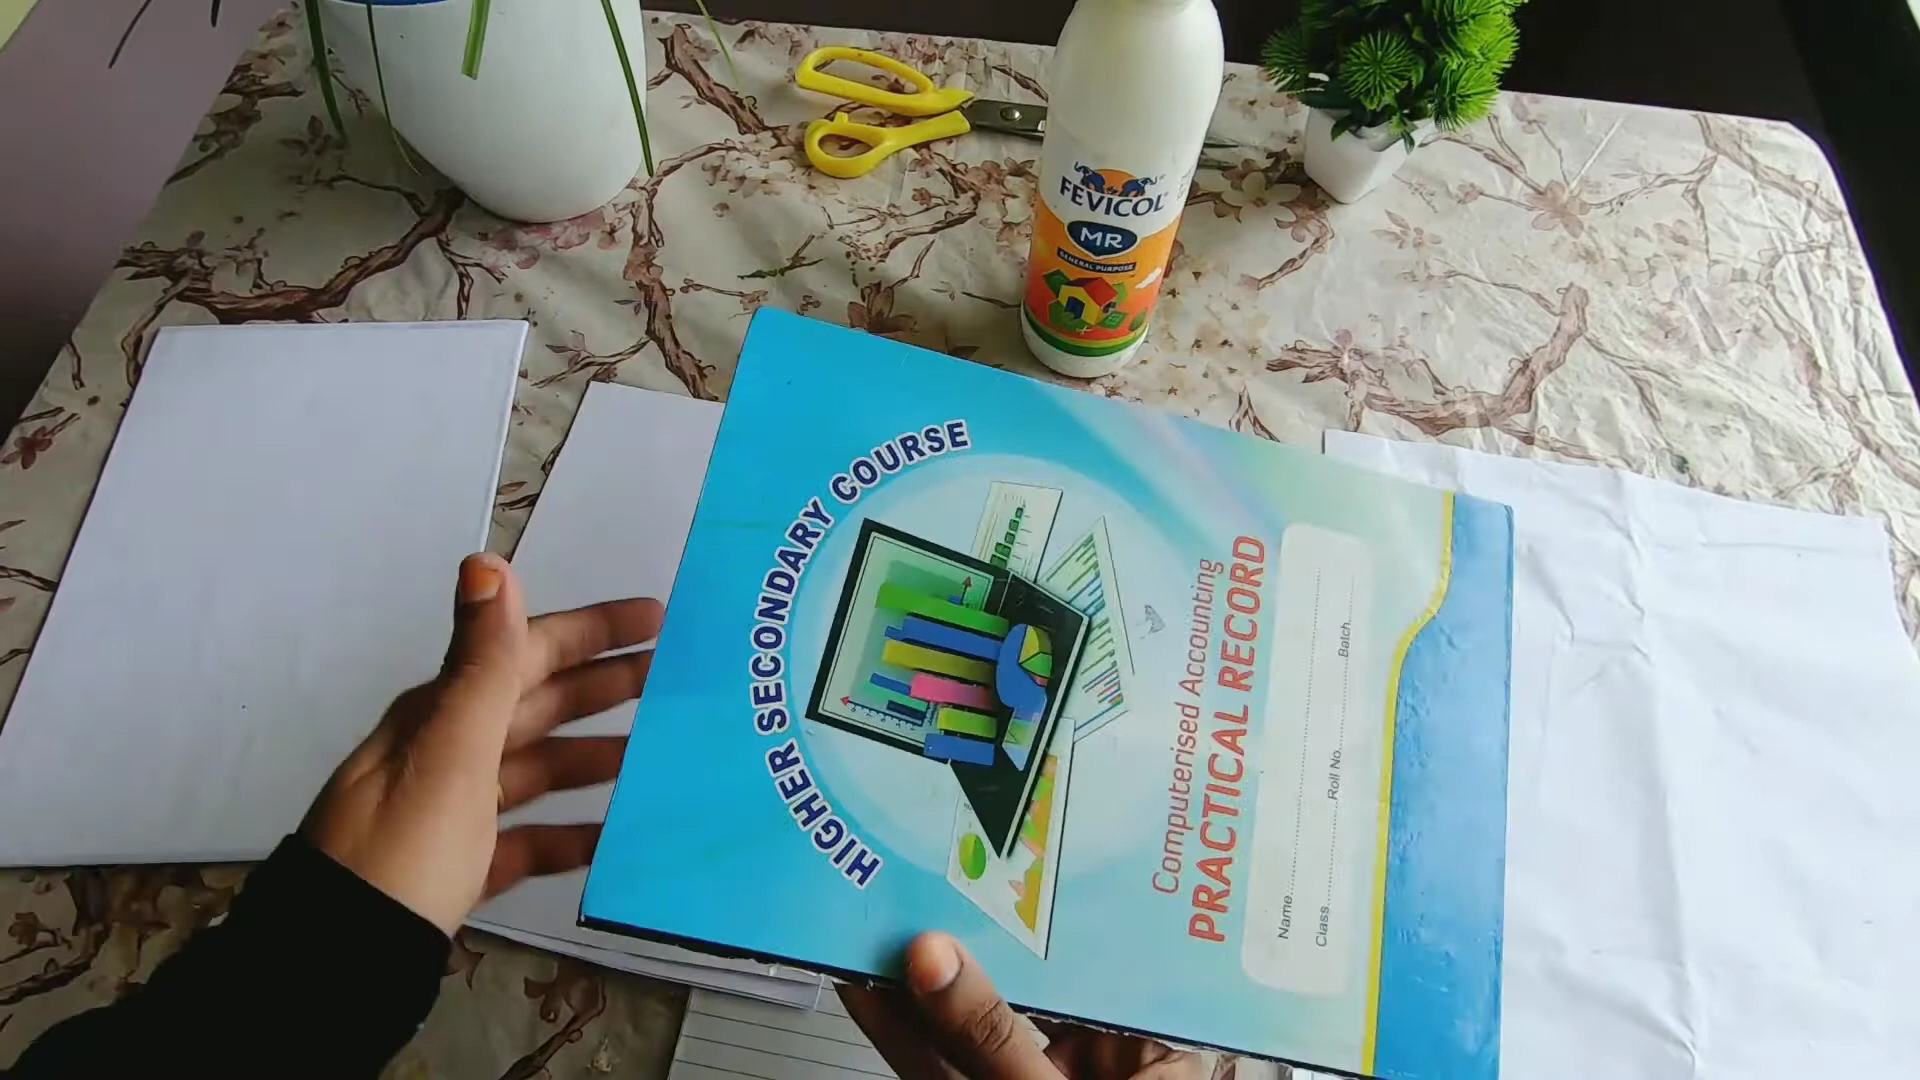 FEVICOL
MR
GENERAL PURPOSE
HIGHER SECONDARY COURSE
Computerised Accounting
PRACTICAL RECORD
Name
Class Roll No. Batch